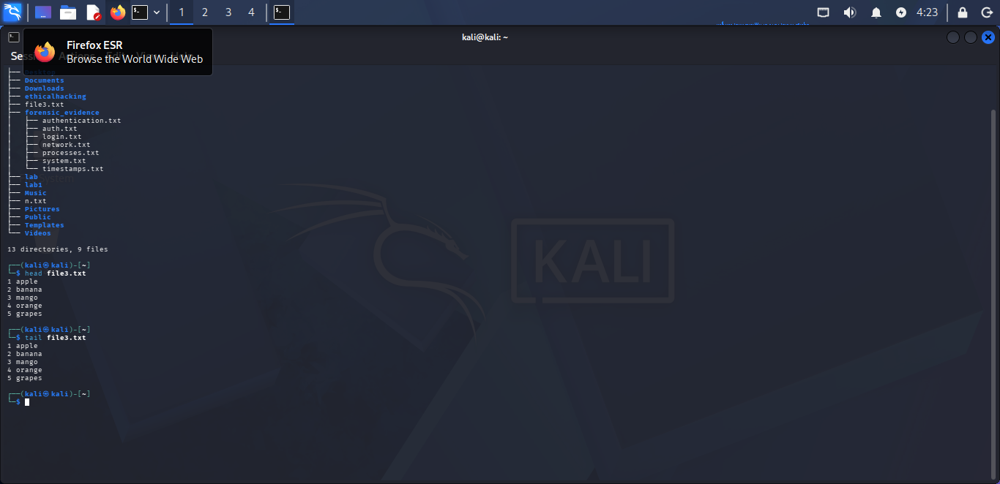 1 2 3 4 4:23
kali@kali: ~
Firefox ESR
Browse the World Wide Web
├── Desktop
├── Documents
├── Downloads
├── ethicalhacking
├── file3.txt
├── forensic_evidence
│   ├── authentication.txt
│   ├── auth.txt
│   ├── login.txt
│   ├── network.txt
│   ├── processes.txt
│   ├── system.txt
│   └── timestamps.txt
├── lab
├── lab1
├── Music
├── n.txt
├── Pictures
├── Public
├── Templates
└── Videos
13 directories, 9 files
┌──(kali㉿kali)-[~]
└─$ head file3.txt
1 apple
2 banana
3 mango
4 orange
5 grapes
┌──(kali㉿kali)-[~]
└─$ tail file3.txt
1 apple
2 banana
3 mango
4 orange
5 grapes
┌──(kali㉿kali)-[~]
└─$
KALI